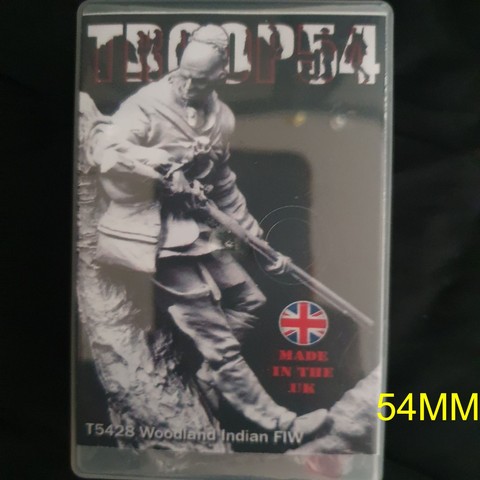 TROOP54
MADE
IN THE
UK
54MM
T5428 Woodland Indian FIW